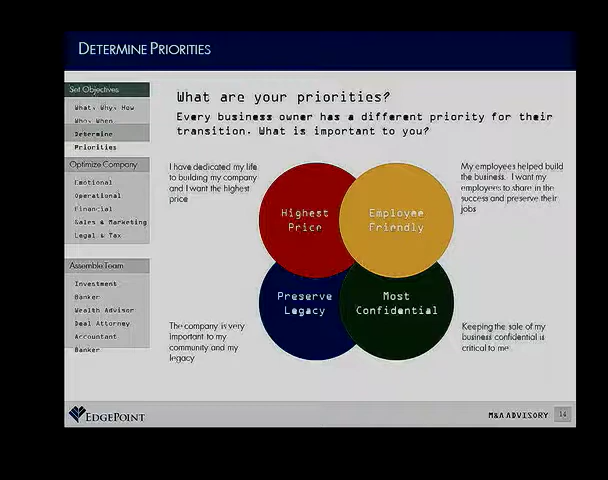 DETERMINE PRIORITIES
Set Objectives
What, Why, How
Who, When
Determine
Priorities
Optimize Company
Emotional
Operational
Financial
Sales & Marketing
Legal & Tax
Assemble Team
Investment
Banker
Wealth Advisor
Deal Attorney
Accountant
Banker
What are your priorities?
Every business owner has a different priority for their
transition. What is important to you?
I have dedicated my life
to building my company
and I want the highest
price
Highest
Price
Employee
Friendly
My employees helped build
the business. I want my
employees to share in the
success and preserve their
jobs
The company is very
important to my
community and my
legacy
Preserve
Legacy
Most
Confidential
Keeping the sale of my
business confidential is
critical to me
EDGEPOINT
M&A ADVISORY
14